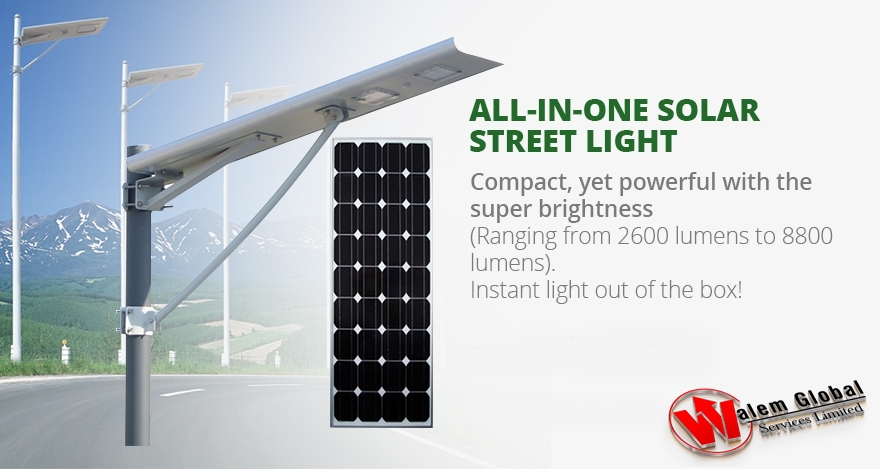 ALL-IN-ONE SOLAR
STREET LIGHT
Compact, yet powerful with the
super brightness
(Ranging from 2600 lumens to 8800
lumens).
Instant light out of the box!
Walem Global
Services Limited